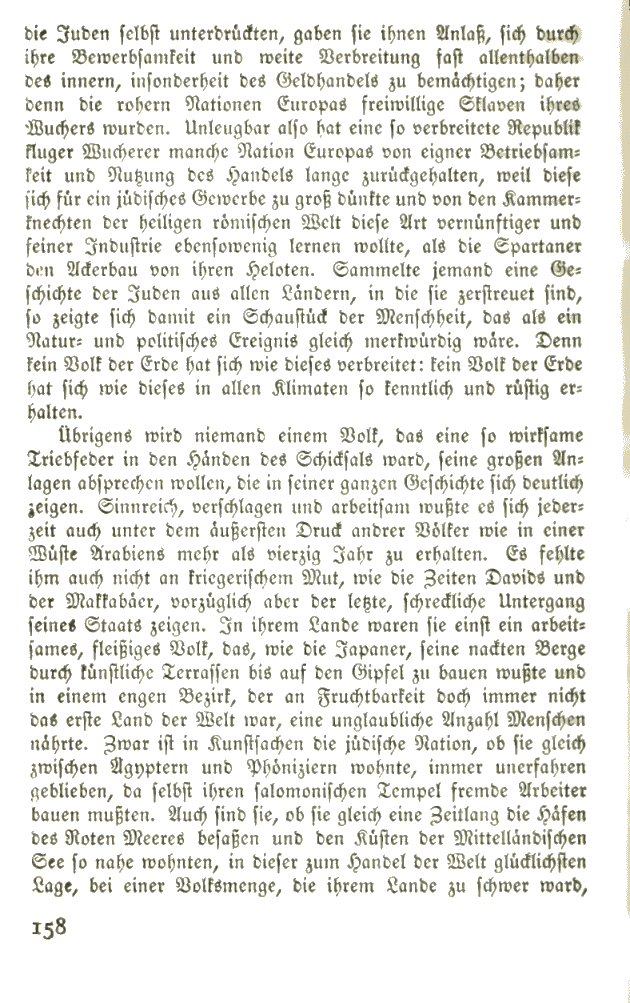 die Juden selbst unterdrückten, gaben sie ihnen Anlaß, sich durch
ihre Bewerbsamkeit und weite Verbreitung fast allenthalben
des innern, insonderheit des Geldhandels zu bemächtigen; daher
denn die rohern Nationen Europas freiwillige Sklaven ihres
Wuchers wurden. Unleugbar also hat eine so verbreitete Republik
kluger Wucherer manche Nation Europas von eigner Betriebsam-
keit und Nutzung des Handels lange zurückgehalten, weil diese
sich für ein jüdisches Gewerbe zu groß dünkte und von den Kammer-
knechten der heiligen römischen Welt diese Art vernünftiger und
feiner Industrie ebensowenig lernen wollte, als die Spartaner
den Ackerbau von ihren Heloten. Sammelte jemand eine Ge-
schichte der Juden aus allen Ländern, in die sie zerstreuet sind,
so zeigte sich damit ein Schaustück der Menschheit, das als ein
Natur- und politisches Ereignis gleich merkwürdig wäre. Denn
kein Volk der Erde hat sich wie dieses verbreitet: kein Volk der Erde
hat sich wie dieses in allen Klimaten so kenntlich und rüstig er-
halten.
Übrigens wird niemand einem Volk, das eine so wirksame
Triebfeder in den Händen des Schicksals ward, seine großen An-
lagen absprechen wollen, die in seiner ganzen Geschichte sich deutlich
zeigen. Sinnreich, verschlagen und arbeitsam wußte es sich jeder-
zeit auch unter dem äußersten Druck andrer Völker wie in einer
Wüste Arabiens mehr als vierzig Jahr zu erhalten. Es fehlte
ihm auch nicht an kriegerischem Mut, wie die Zeiten Davids und
der Makkabäer, vorzüglich aber der letzte, schreckliche Untergang
seines Staats zeigen. In ihrem Lande waren sie einst ein arbeit-
sames, fleißiges Volk, das, wie die Japaner, seine nackten Berge
durch künstliche Terrassen bis auf den Gipfel zu bauen wußte und
in einem engen Bezirk, der an Fruchtbarkeit doch immer nicht
das erste Land der Welt war, eine unglaubliche Anzahl Menschen
nährte. Zwar ist in Kunstsachen die jüdische Nation, ob sie gleich
zwischen Ägyptern und Phöniziern wohnte, immer unerfahren
geblieben, da selbst ihren salomonischen Tempel fremde Arbeiter
bauen mußten. Auch sind sie, ob sie gleich eine Zeitlang die Häfen
des Roten Meeres besaßen und den Küsten der Mittelländischen
See so nahe wohnten, in dieser zum Handel der Welt glücklichsten
Lage, bei einer Volksmenge, die ihrem Lande zu schwer ward,
158